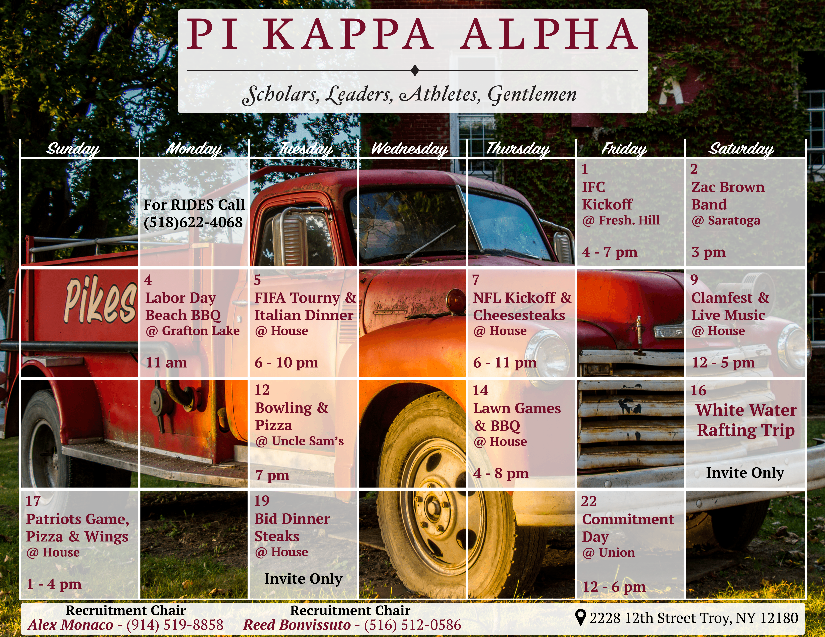 PI KAPPA ALPHA
Scholars, Leaders, Athletes, Gentlemen
Sunday Monday Tuesday Wednesday Thursday Friday Saturday
For RIDES Call
(518)622-4068
1
IFC
Kickoff
@ Fresh. Hill
4 - 7 pm
2
Zac Brown
Band
@ Saratoga
3 pm
Pikes
4
Labor Day
Beach BBQ
@ Grafton Lake
11 am
5
FIFA Tourny &
Italian Dinner
@ House
6 - 10 pm
7
NFL Kickoff &
Cheesesteaks
@ House
6 - 11 pm
9
Clamfest &
Live Music
@ House
12 - 5 pm
12
Bowling &
Pizza
@ Uncle Sam's
7 pm
14
Lawn Games
& BBQ
@ House
4 - 8 pm
16
White Water
Rafting Trip
Invite Only
17
Patriots Game,
Pizza & Wings
@ House
1 - 4 pm
19
Bid Dinner
Steaks
@ House
Invite Only
22
Commitment
Day
@ Union
12 - 6 pm
Recruitment Chair
Alex Monaco - (914) 519-8858
Recruitment Chair
Reed Bonvissuto - (516) 512-0586
2228 12th Street Troy, NY 12180
A